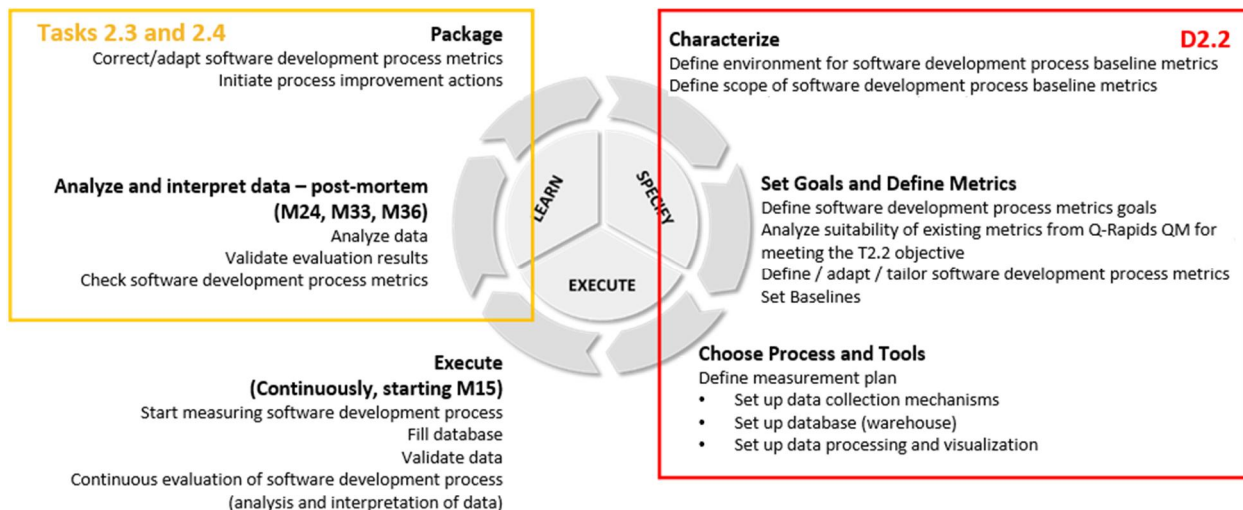 Tasks 2.3 and 2.4
Package
Correct/adapt software development process metrics
Initiate process improvement actions
Analyze and interpret data – post-mortem
(M24, M33, M36)
Analyze data
Validate evaluation results
Check software development process metrics
Execute
(Continuously, starting M15)
Start measuring software development process
Fill database
Validate data
Continuous evaluation of software development process
(analysis and interpretation of data)
LEARN
SPECIFY
EXECUTE
D2.2
Characterize
Define environment for software development process baseline metrics
Define scope of software development process baseline metrics
Set Goals and Define Metrics
Define software development process metrics goals
Analyze suitability of existing metrics from Q-Rapids QM for
meeting the T2.2 objective
Define / adapt / tailor software development process metrics
Set Baselines
Choose Process and Tools
Define measurement plan
• Set up data collection mechanisms
• Set up database (warehouse)
• Set up data processing and visualization